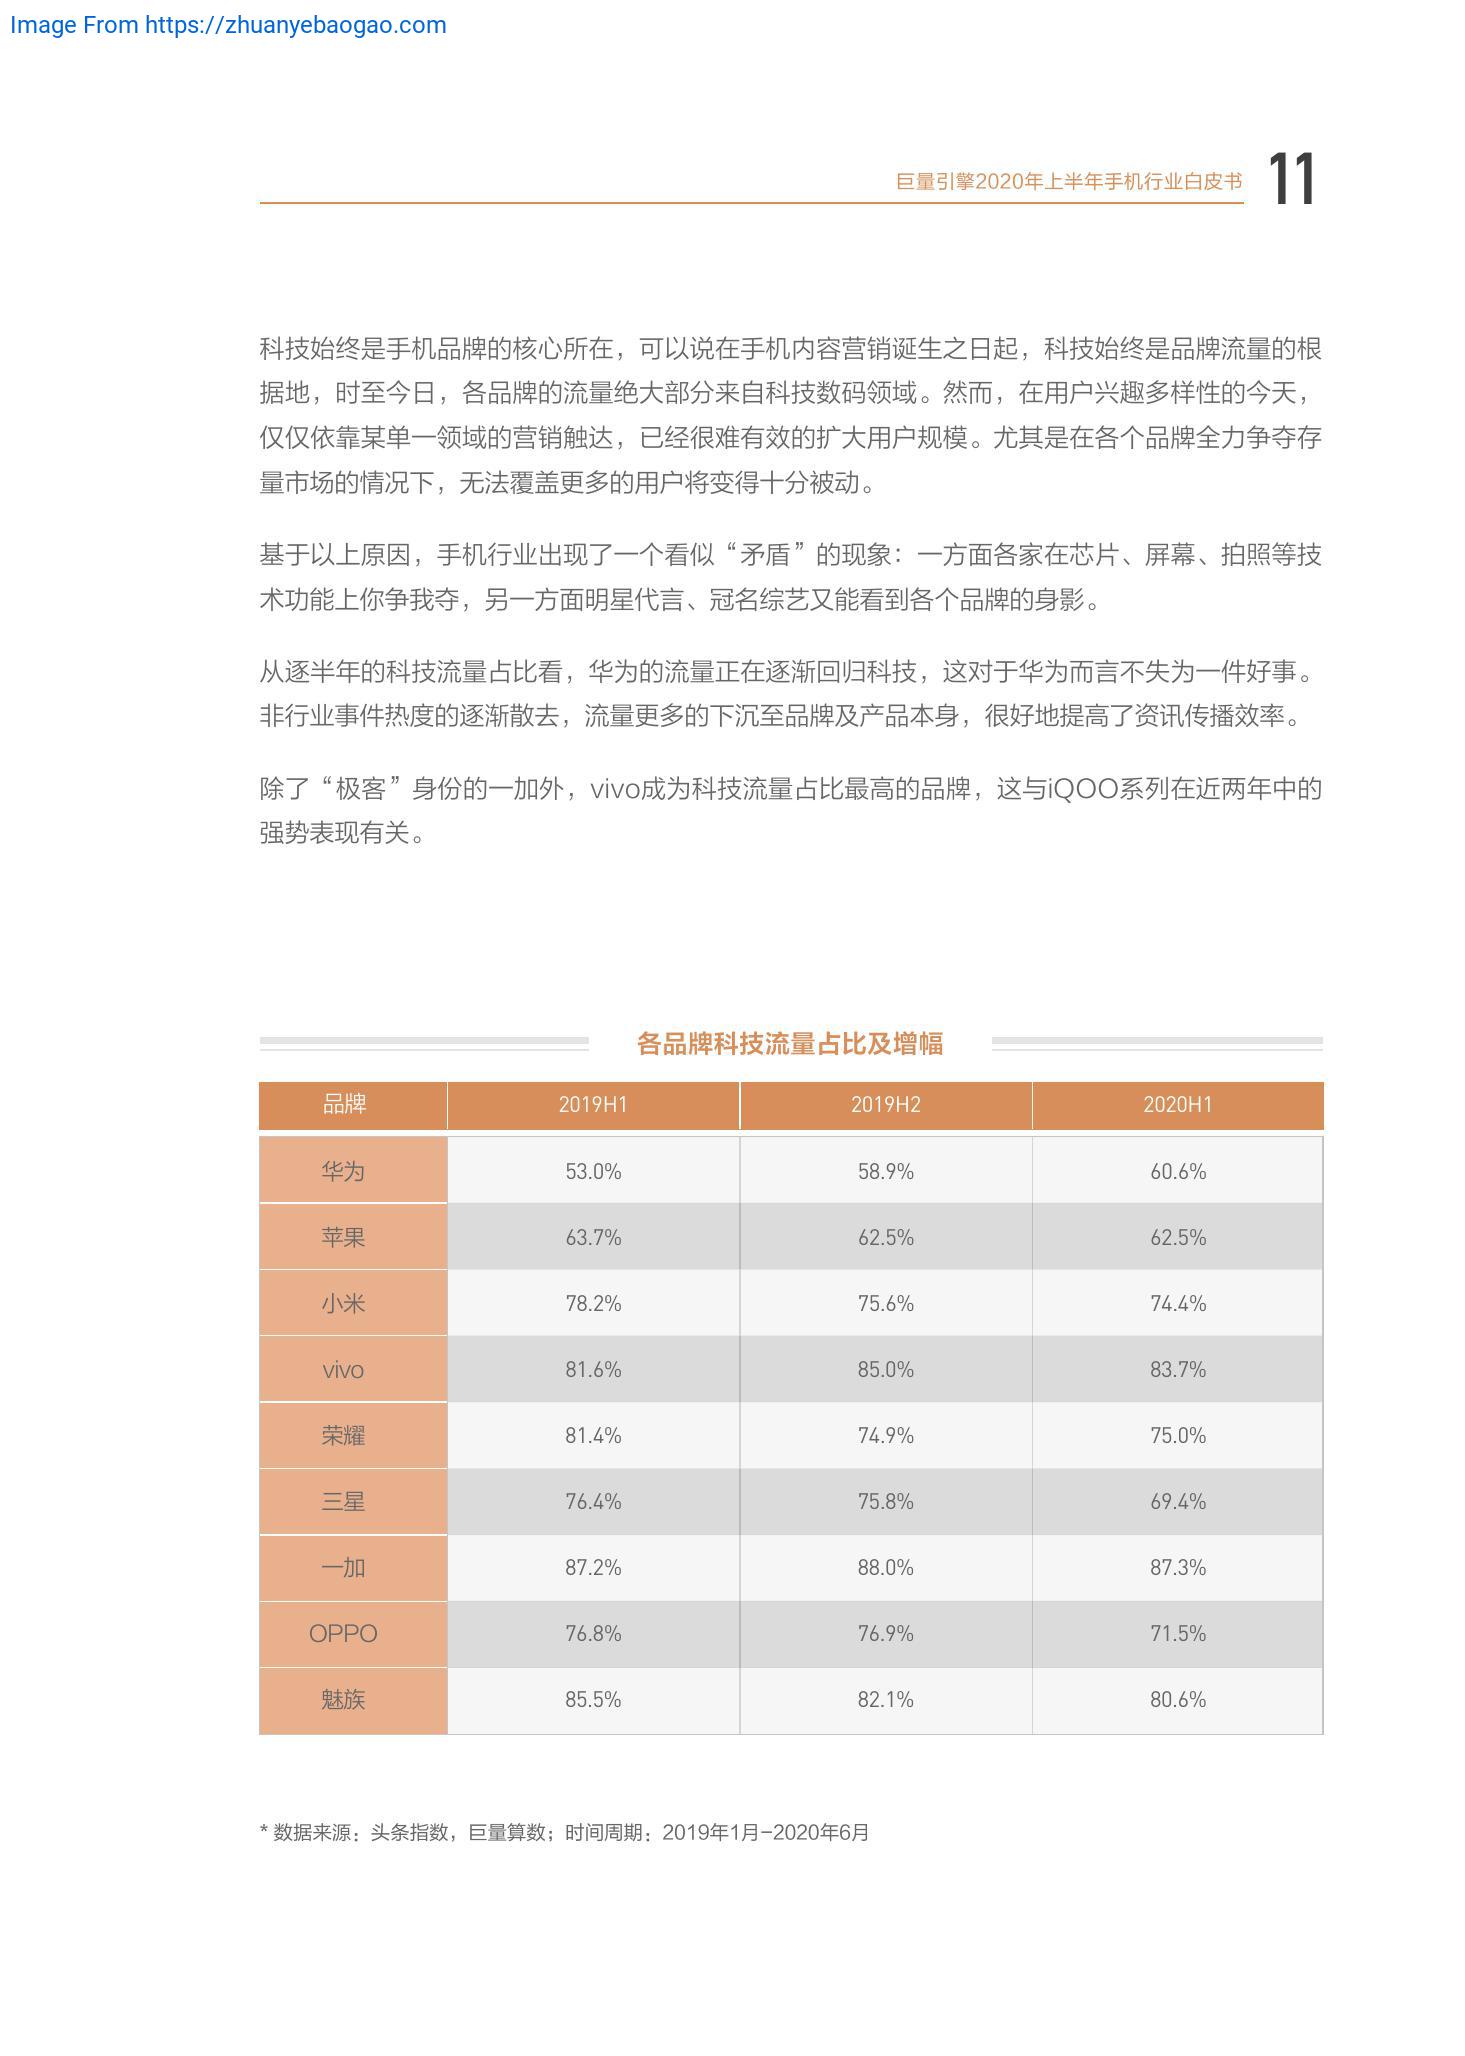 Image From https://zhuanyebaogao.com
巨量引擎2020年上半年手机行业白皮书 11
科技始终是手机品牌的核心所在，可以说在手机内容营销诞生之日起，科技始终是品牌流量的根
据地，时至今日，各品牌的流量绝大部分来自科技数码领域。然而，在用户兴趣多样性的今天，
仅仅依靠某单一领域的营销触达，已经很难有效的扩大用户规模。尤其是在各个品牌全力争夺存
量市场的情况下，无法覆盖更多的用户将变得十分被动。
基于以上原因，手机行业出现了一个看似“矛盾”的现象：一方面各家在芯片、屏幕、拍照等技
术功能上你争我夺，另一方面明星代言、冠名综艺又能看到各个品牌的身影。
从逐半年的科技流量占比看，华为的流量正在逐渐回归科技，这对于华为而言不失为一件好事。
非行业事件热度的逐渐散去，流量更多的下沉至品牌及产品本身，很好地提高了资讯传播效率。
除了“极客”身份的一加外，vivo成为科技流量占比最高的品牌，这与iQOO系列在近两年中的
强势表现有关。
各品牌科技流量占比及增幅
品牌 2019H1 2019H2 2020H1
华为 53.0% 58.9% 60.6%
苹果 63.7% 62.5% 62.5%
小米 78.2% 75.6% 74.4%
vivo 81.6% 85.0% 83.7%
荣耀 81.4% 74.9% 75.0%
三星 76.4% 75.8% 69.4%
一加 87.2% 88.0% 87.3%
OPPO 76.8% 76.9% 71.5%
魅族 85.5% 82.1% 80.6%
* 数据来源：头条指数，巨量算数；时间周期：2019年1月-2020年6月